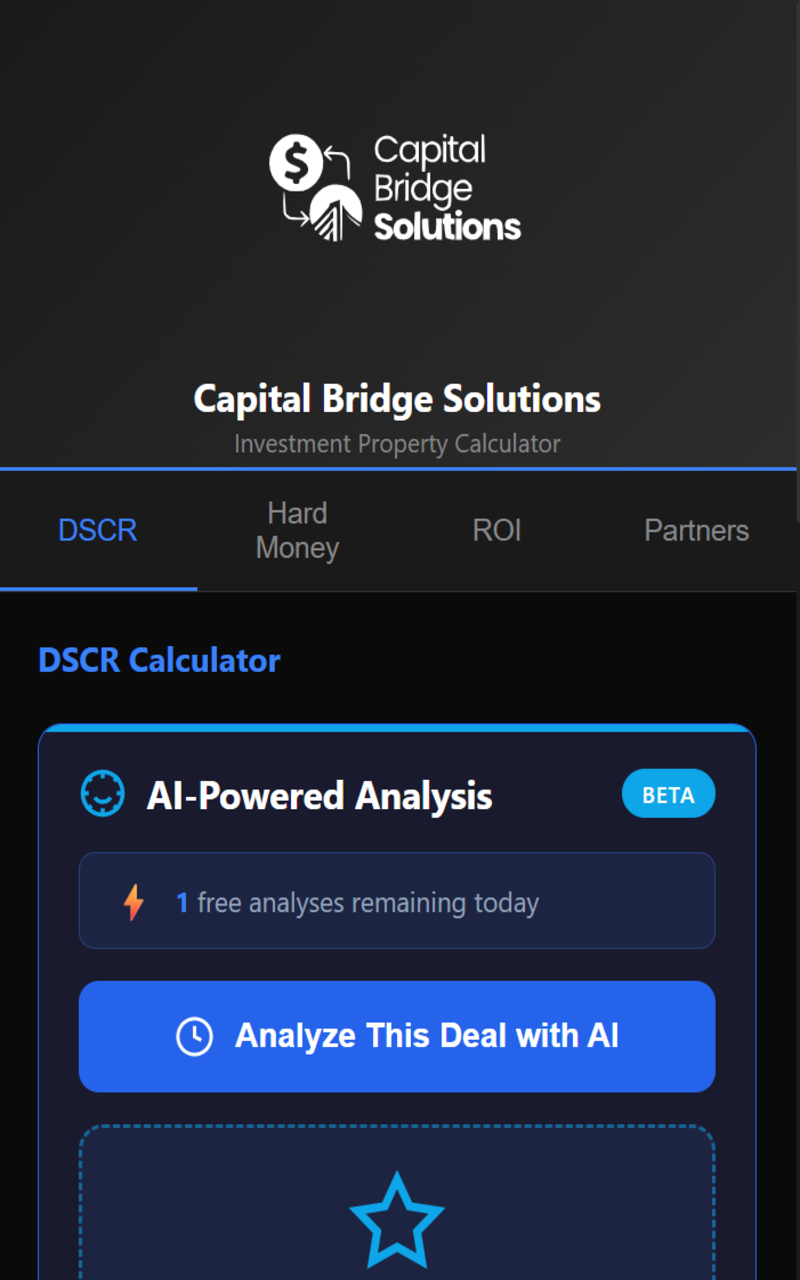 $
Capital
Bridge
Solutions
Capital Bridge Solutions
Investment Property Calculator
DSCR
Hard
Money
ROI
Partners
DSCR Calculator
AI-Powered Analysis
BETA
1 free analyses remaining today
Analyze This Deal with AI